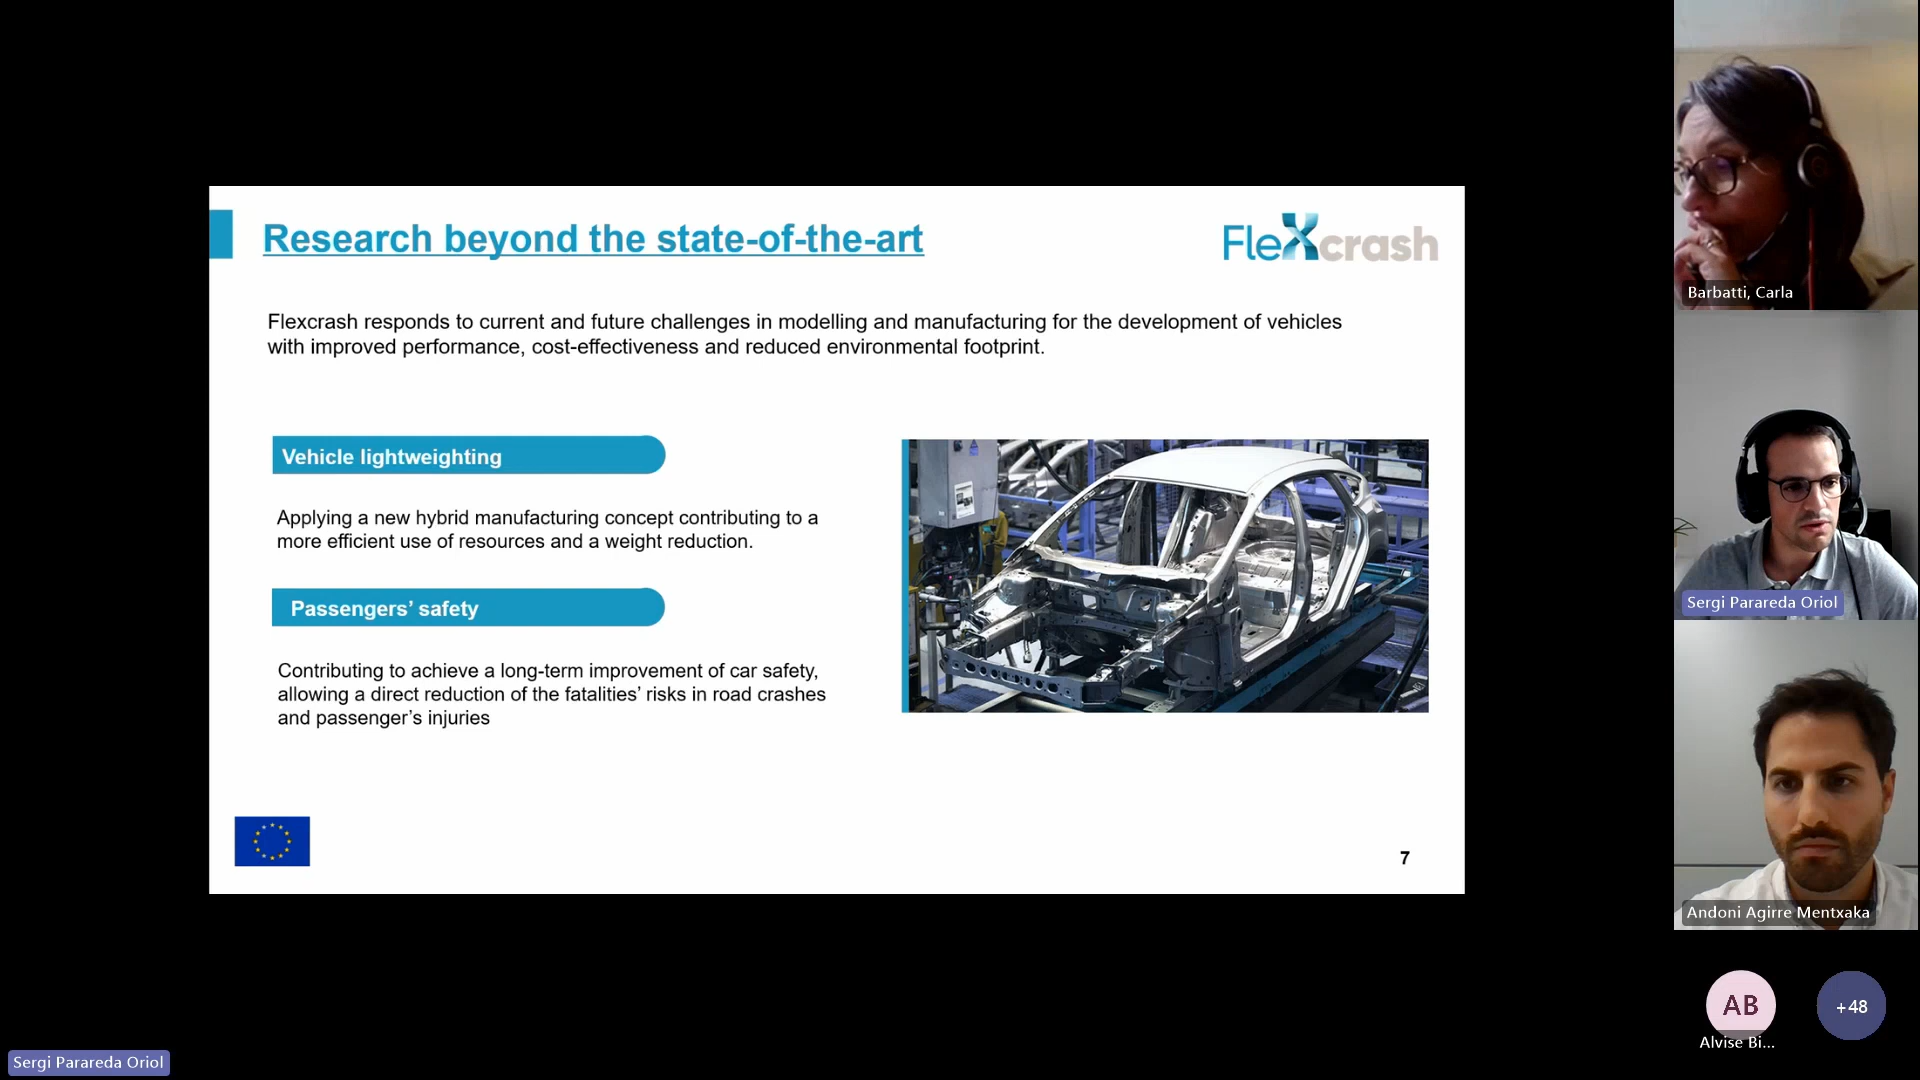 Research beyond the state-of-the-art
FleXcrash
Flexcrash responds to current and future challenges in modelling and manufacturing for the development of vehicles
with improved performance, cost-effectiveness and reduced environmental footprint.
Vehicle lightweighting
Applying a new hybrid manufacturing concept contributing to a
more efficient use of resources and a weight reduction.
Passengers’ safety
Contributing to achieve a long-term improvement of car safety,
allowing a direct reduction of the fatalities’ risks in road crashes
and passenger’s injuries
7
Barbatti, Carla
Sergi Parareda Oriol
Andoni Agirre Mentxaka
AB
+48
Alvise Bi...
Sergi Parareda Oriol